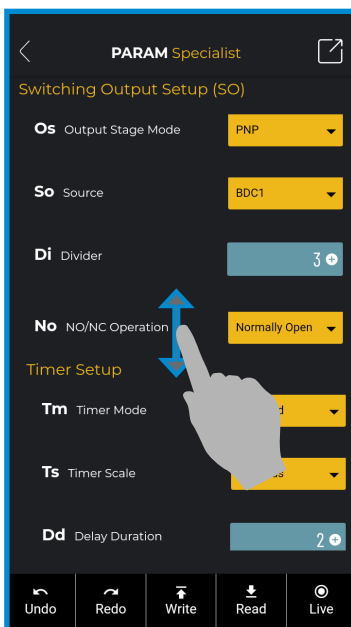 PARAM Specialist
Switching Output Setup (SO)
Os Output Stage Mode PNP
So Source BDC1
Di Divider 3
No NO/NC Operation Normally Open
Timer Setup
Tm Timer Mode
Ts Timer Scale
Dd Delay Duration 2
Undo Redo Write Read Live